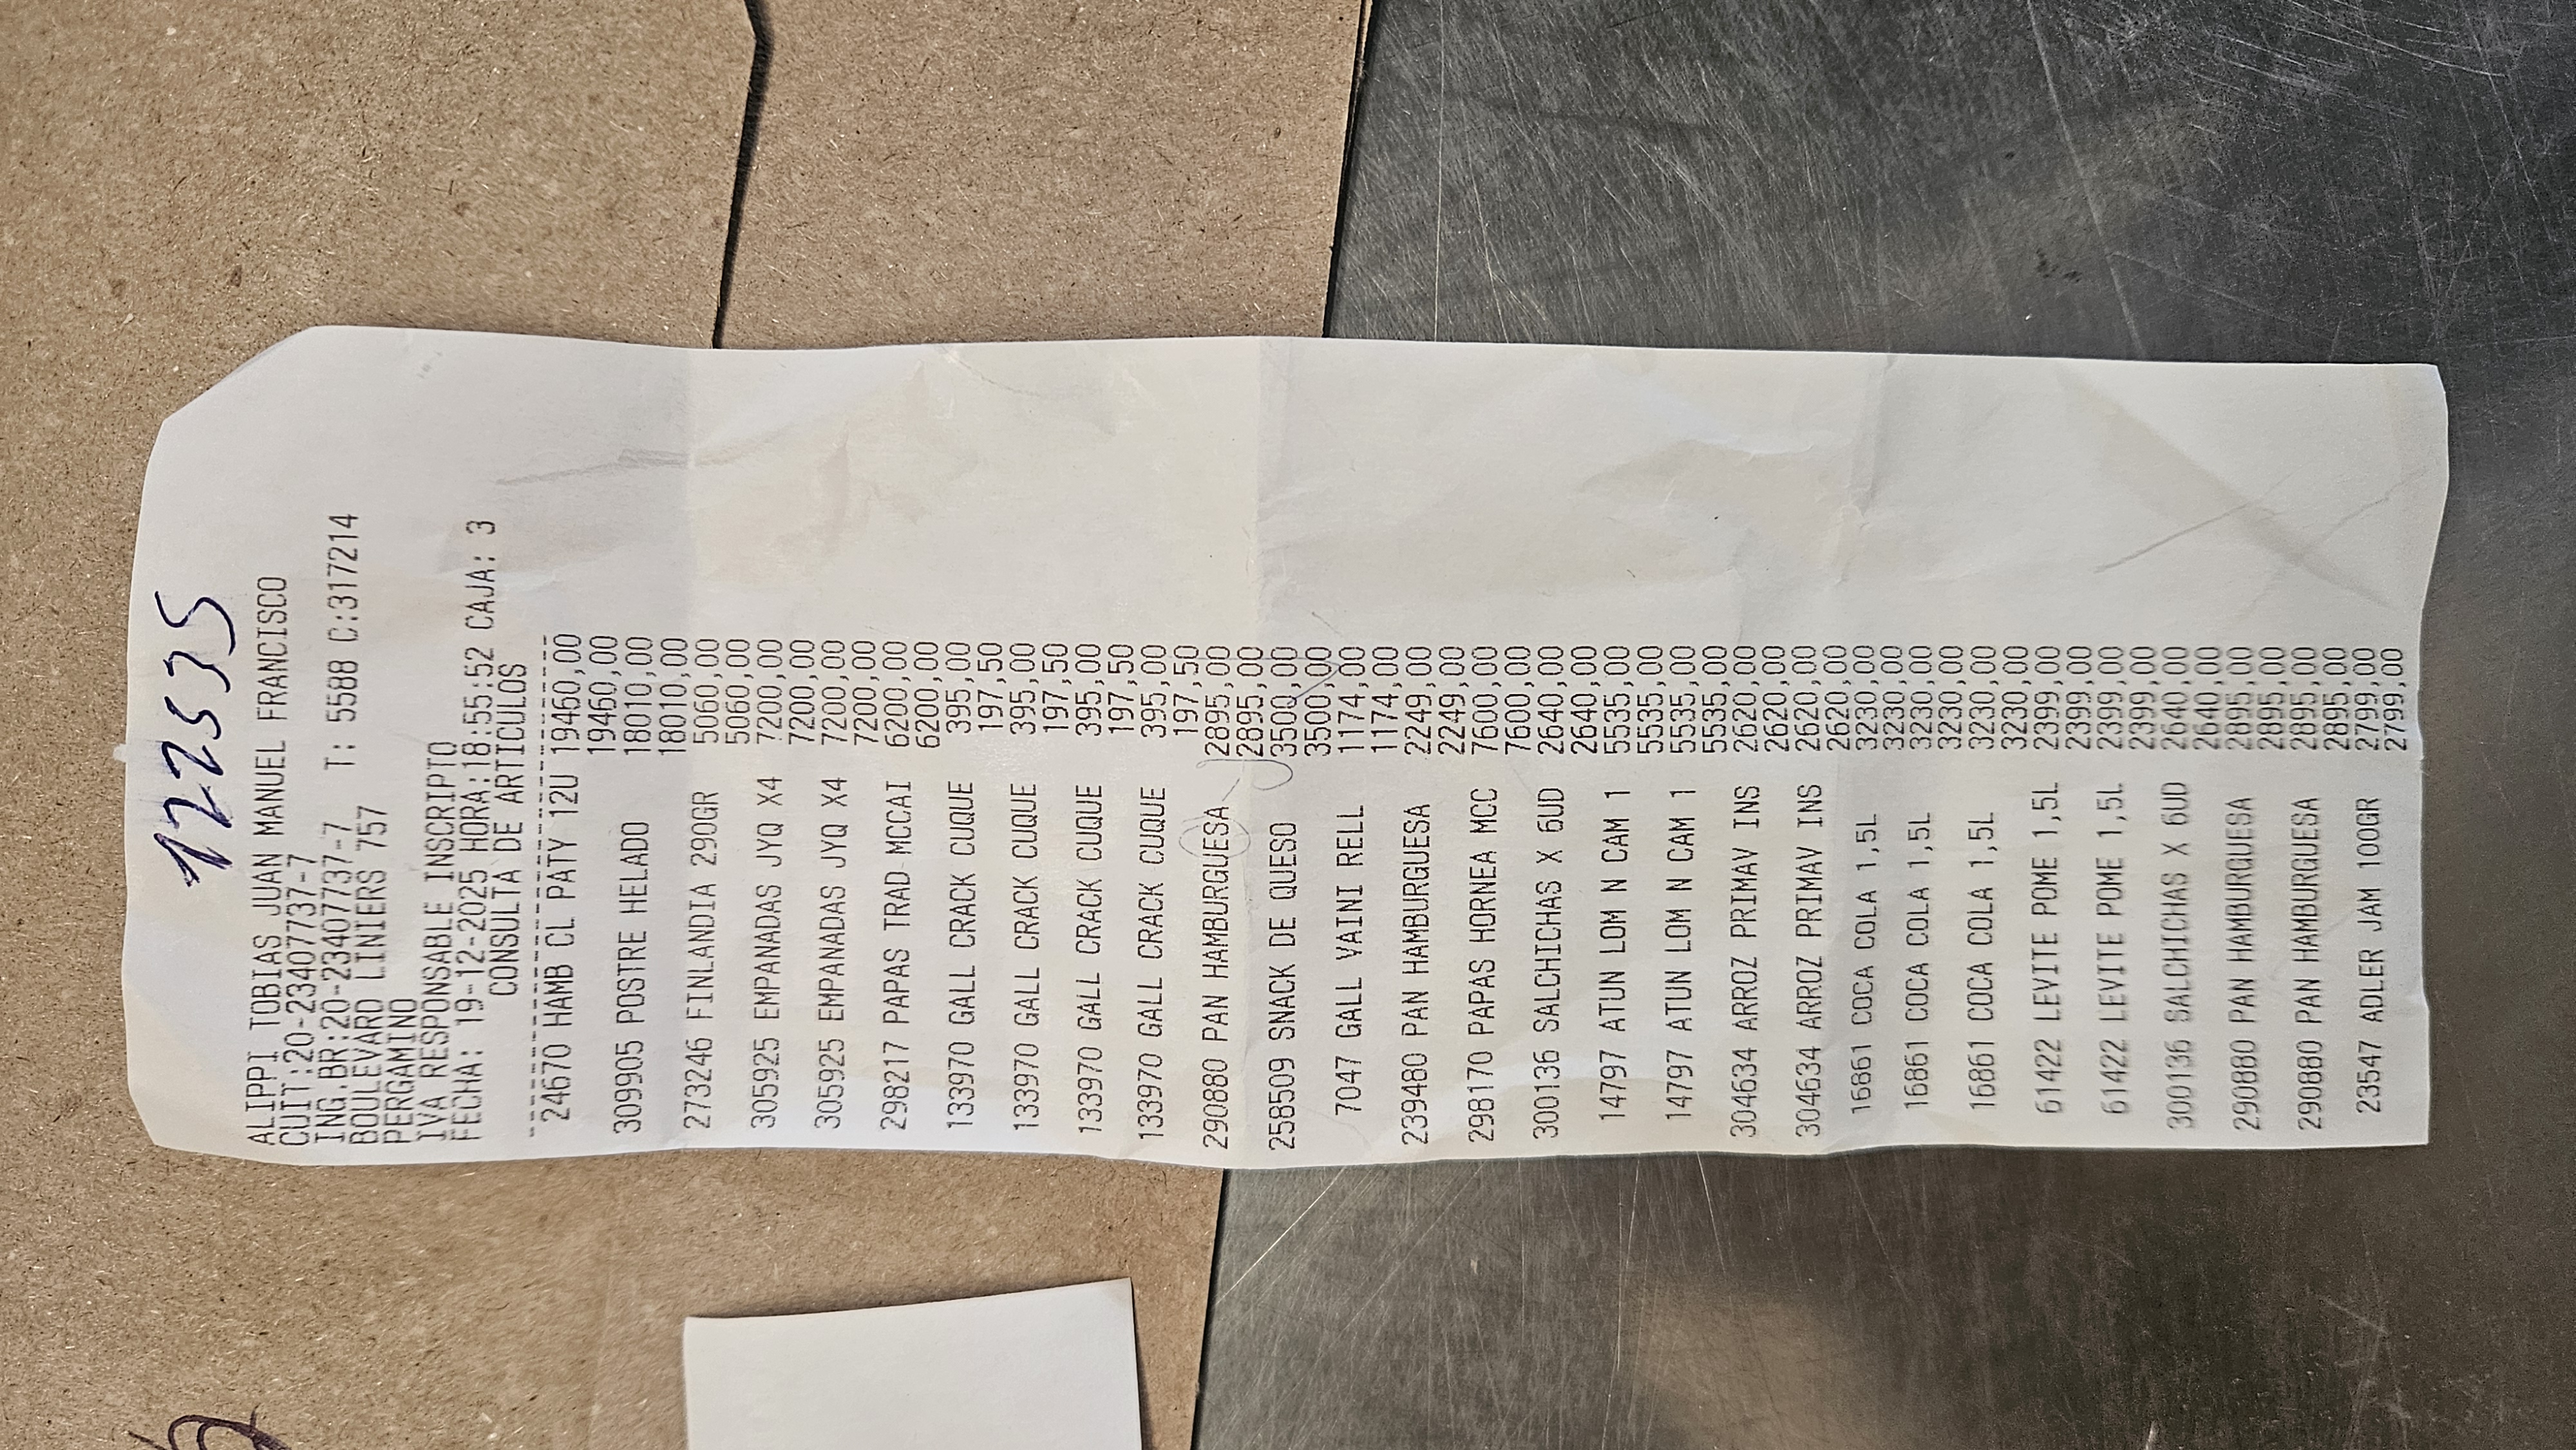 122535
ALIPPI TOBIAS JUAN MANUEL FRANCISCO
CUIT:20-23407737-7
ING.BR:20-23407737-7 T: 5588 C:317214
BOULEVARD LINIERS 757
PERGAMINO
IVA RESPONSABLE INSCRIPTO
FECHA: 19-12-2025 HORA:18:55:52 CAJA: 3
CONSULTA DE ARTICULOS
24670 HAMB CL PATY 12U 19460,00
19460,00
309905 POSTRE HELADO 18010,00
18010,00
273246 FINLANDIA 290GR 5060,00
5060,00
305925 EMPANADAS JYQ X4 7200,00
7200,00
305925 EMPANADAS JYQ X4 7200,00
7200,00
298217 PAPAS TRAD MCCAI 6200,00
6200,00
133970 GALL CRACK CUQUE 395,00
197,50
133970 GALL CRACK CUQUE 395,00
197,50
133970 GALL CRACK CUQUE 395,00
197,50
133970 GALL CRACK CUQUE 395,00
197,50
290880 PAN HAMBURGUESA 2895,00
2895,00
258509 SNACK DE QUESO 3500,00
3500,00
7047 GALL VAINI RELL 1174,00
1174,00
239480 PAN HAMBURGUESA 2249,00
2249,00
298170 PAPAS HORNEA MCC 7600,00
7600,00
300136 SALCHICHAS X 6UD 2640,00
2640,00
14797 ATUN LOM N CAM 1 5535,00
5535,00
14797 ATUN LOM N CAM 1 5535,00
5535,00
304634 ARROZ PRIMAV INS 2620,00
2620,00
304634 ARROZ PRIMAV INS 2620,00
2620,00
16861 COCA COLA 1,5L 3230,00
3230,00
16861 COCA COLA 1,5L 3230,00
3230,00
16861 COCA COLA 1,5L 3230,00
3230,00
61422 LEVITE POME 1,5L 2399,00
2399,00
61422 LEVITE POME 1,5L 2399,00
2399,00
300136 SALCHICHAS X 6UD 2640,00
2640,00
290880 PAN HAMBURGUESA 2895,00
2895,00
290880 PAN HAMBURGUESA 2895,00
2895,00
23547 ADLER JAM 100GR 2799,00
2799,00